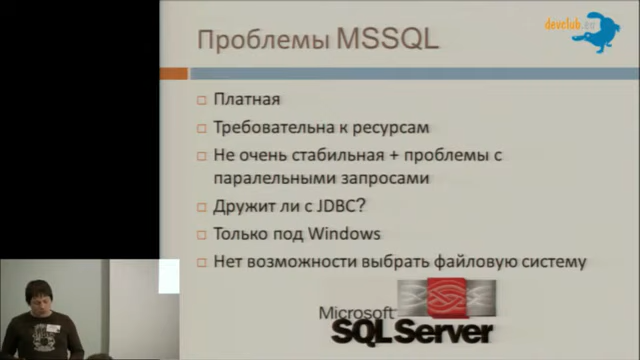 devclub.eu
Проблемы MSSQL
Платная
Требовательна к ресурсам
Не очень стабильная + проблемы с
паралельными запросами
Дружит ли с JDBC?
Только под Windows
Нет возможности выбрать файловую систему
Microsoft
SQL Server